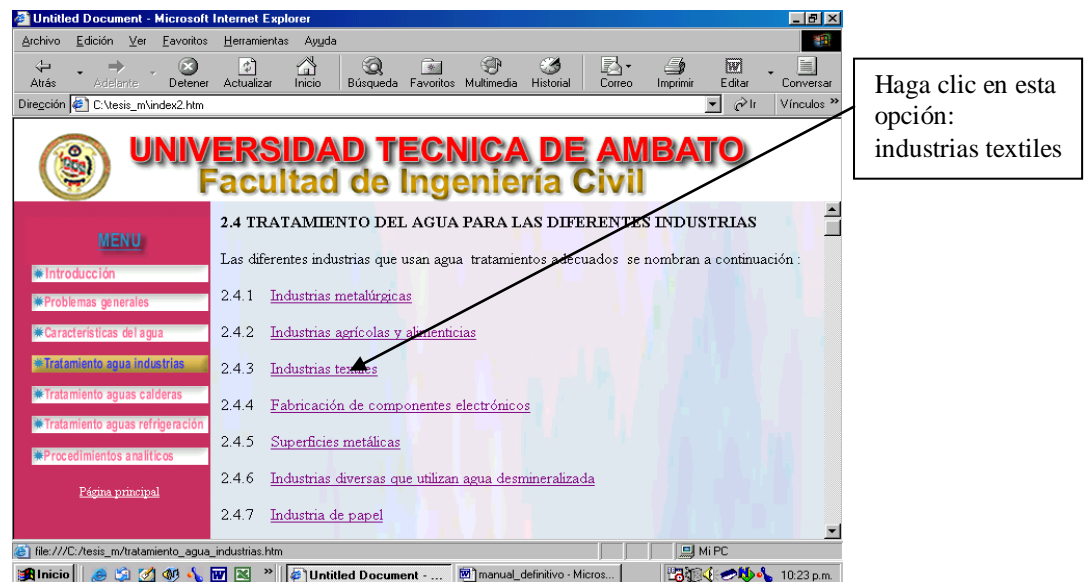 Untitled Document - Microsoft Internet Explorer
Archivo Edición Ver Favoritos Herramientas Ayuda
Atrás Adelante Detener Actualizar Inicio Búsqueda Favoritos Multimedia Historial Correo Imprimir Editar Conversar
Dirección C:\tesis_m\index2.htm Ir Vínculos »
Haga clic en esta
opción:
industrias textiles
UNIVERSIDAD TECNICA DE AMBATO
Facultad de Ingeniería Civil
MENU
Introducción
Problemas generales
Características del agua
Tratamiento agua industrias
Tratamiento aguas calderas
Tratamiento aguas refrigeración
Procedimientos analíticos
Página principal
2.4 TRATAMIENTO DEL AGUA PARA LAS DIFERENTES INDUSTRIAS
Las diferentes industrias que usan agua tratamientos adecuados se nombran a continuación :
2.4.1 Industrias metalúrgicas
2.4.2 Industrias agrícolas y alimenticias
2.4.3 Industrias textiles
2.4.4 Fabricación de componentes electrónicos
2.4.5 Superficies metálicas
2.4.6 Industrias diversas que utilizan agua desmineralizada
2.4.7 Industria de papel
file:///C:/tesis_m/tratamiento_agua_industrias.htm Mi PC
Inicio » Untitled Document - ... manual_definitivo - Micros... 10:23 p.m.